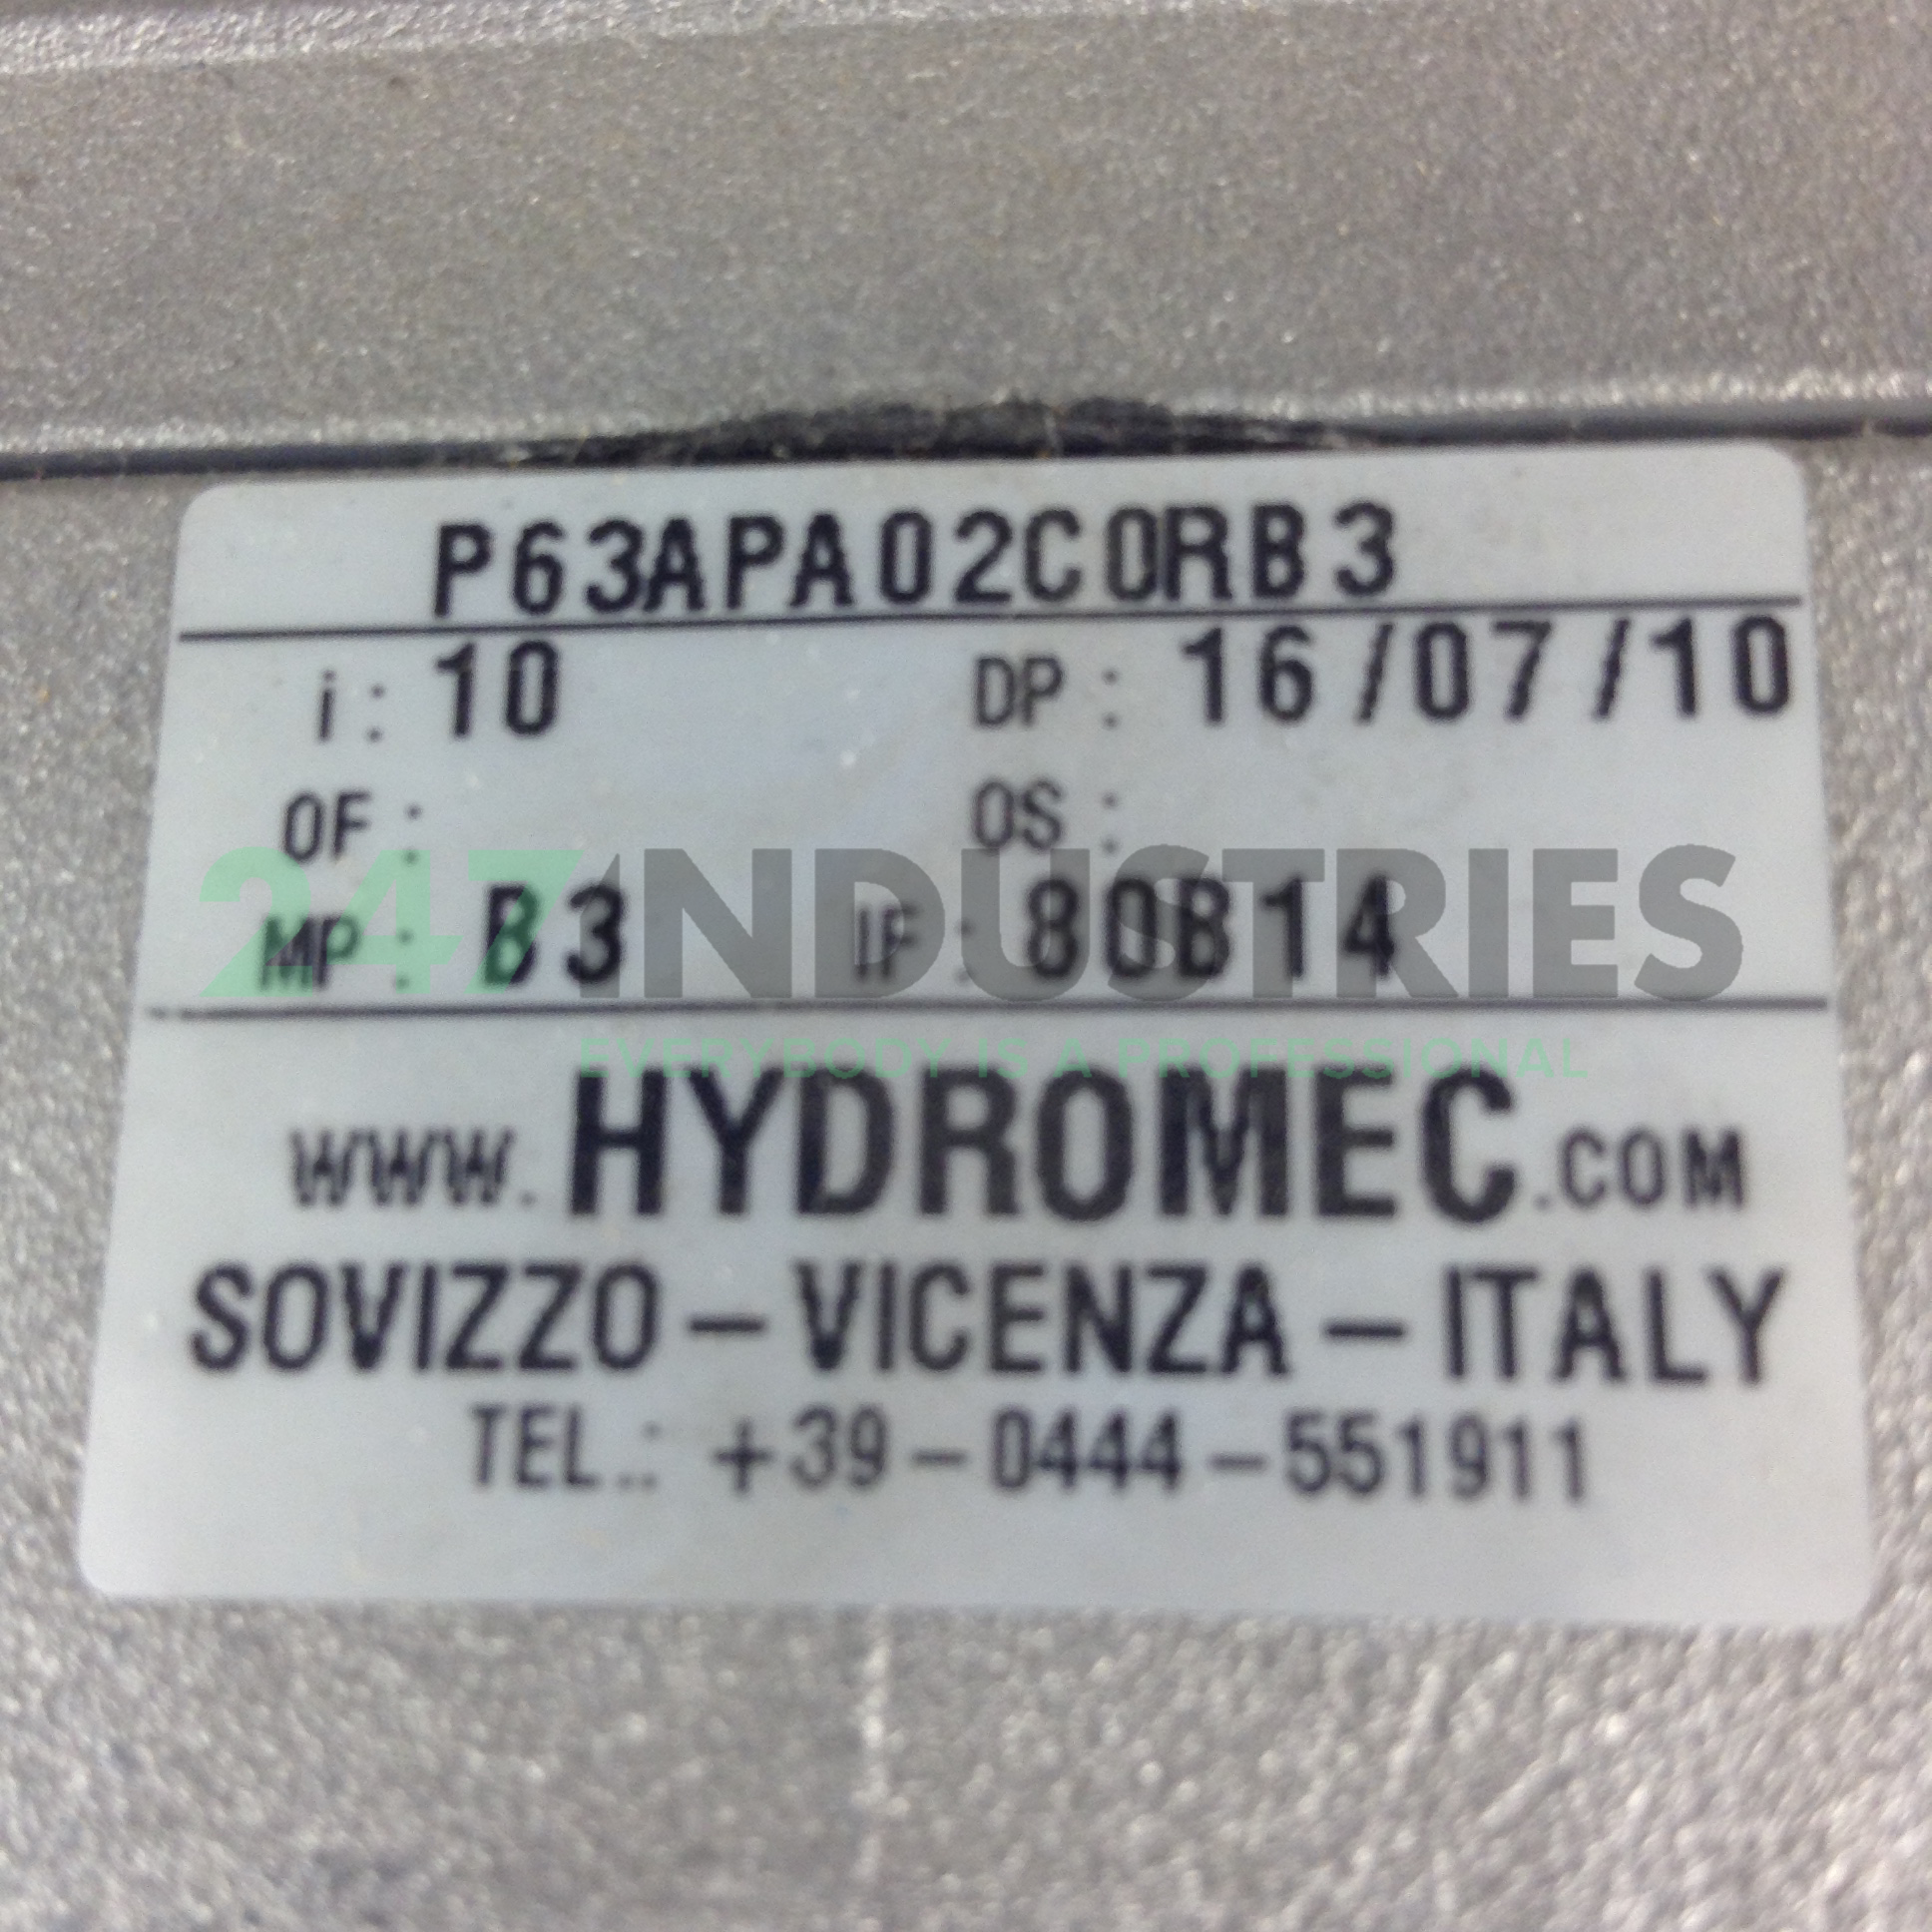 P63APA02C0RB3
i: 10 DP: 16/07/10
OF: OS:
247INDUSTRIES
MP: B3 IF: 80B14
EVERYBODY IS A PROFESSIONAL
www.HYDROMEC.COM
SOVIZZO-VICENZA-ITALY
TEL.: +39-0444-551911